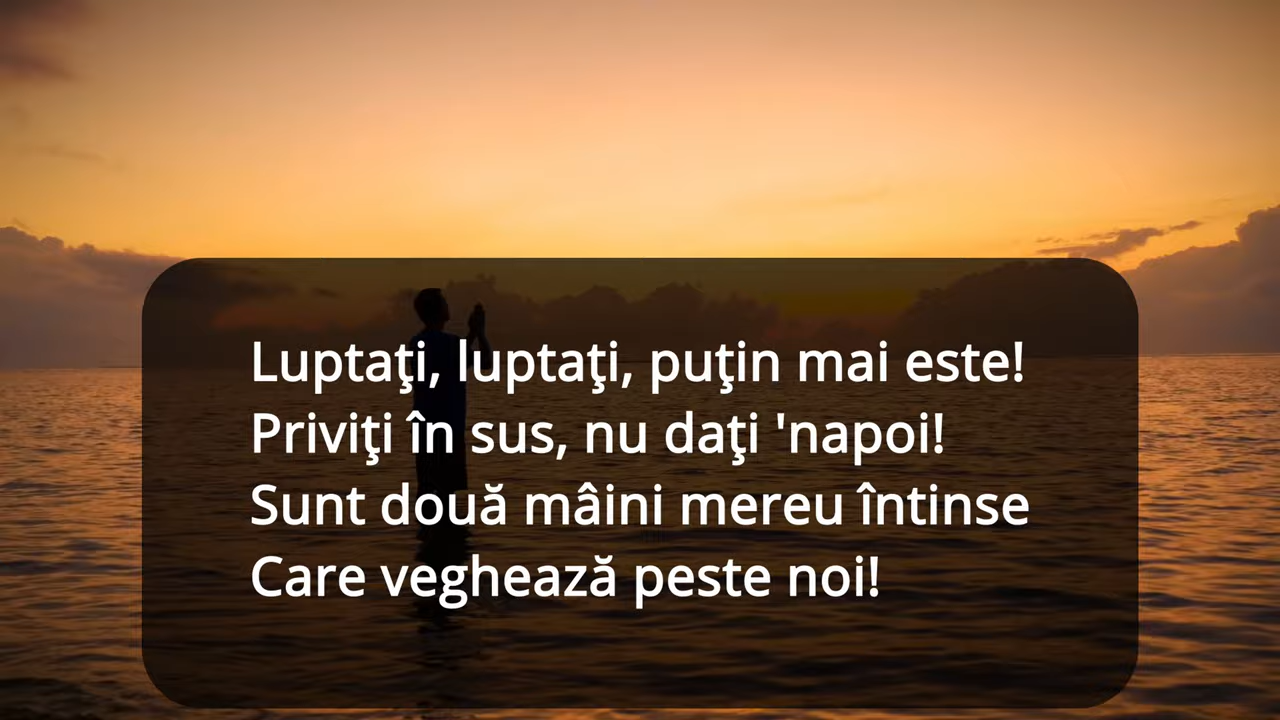 Luptaţi, luptaţi, puţin mai este!
Priviţi în sus, nu daţi 'napoi!
Sunt două mâini mereu întinse
Care veghează peste noi!